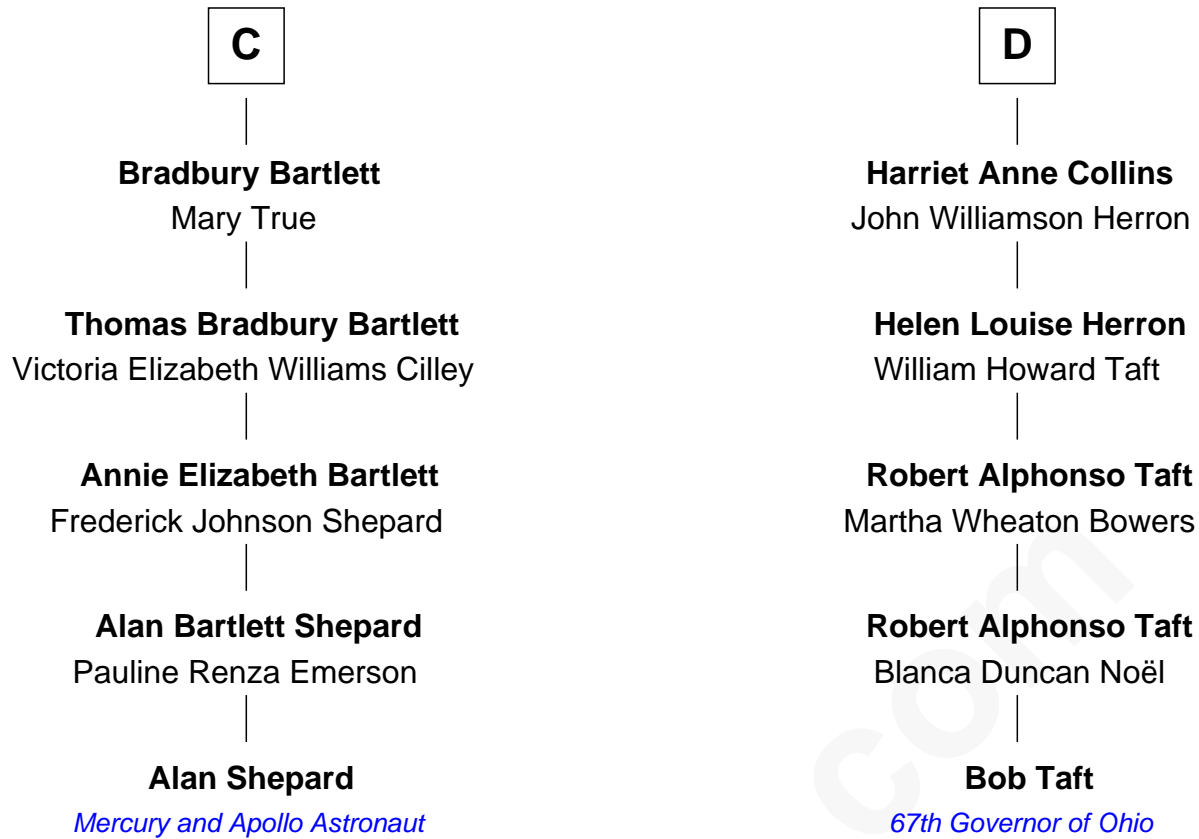 C
Bradbury Bartlett
Mary True
Thomas Bradbury Bartlett
Victoria Elizabeth Williams Cilley
Annie Elizabeth Bartlett
Frederick Johnson Shepard
Alan Bartlett Shepard
Pauline Renza Emerson
Alan Shepard
Mercury and Apollo Astronaut
D
Harriet Anne Collins
John Williamson Herron
Helen Louise Herron
William Howard Taft
Robert Alphonso Taft
Martha Wheaton Bowers
Robert Alphonso Taft
Blanca Duncan Noël
Bob Taft
67th Governor of Ohio
com